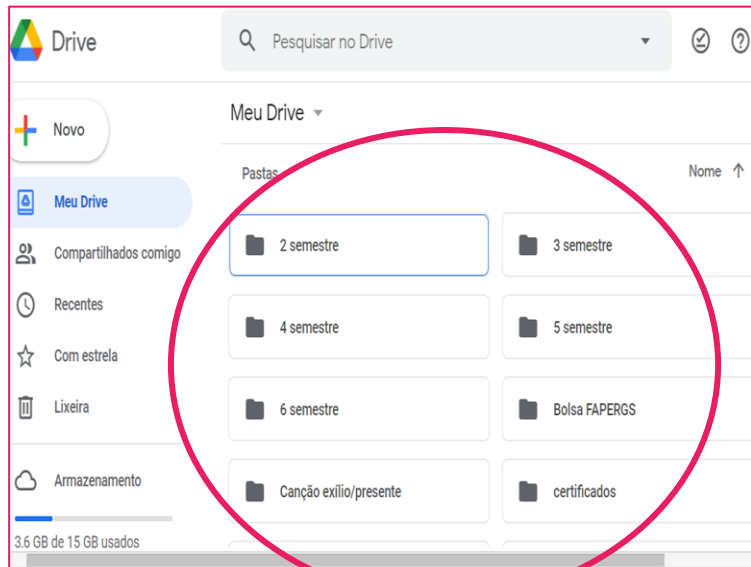 Drive
Pesquisar no Drive
Novo
Meu Drive
Compartilhados comigo
Recentes
Com estrela
Lixeira
Armazenamento
3.6 GB de 15 GB usados
Meu Drive
Pastas
Nome
2 semestre
3 semestre
4 semestre
5 semestre
6 semestre
Bolsa FAPERGS
Canção exílio/presente
certificados